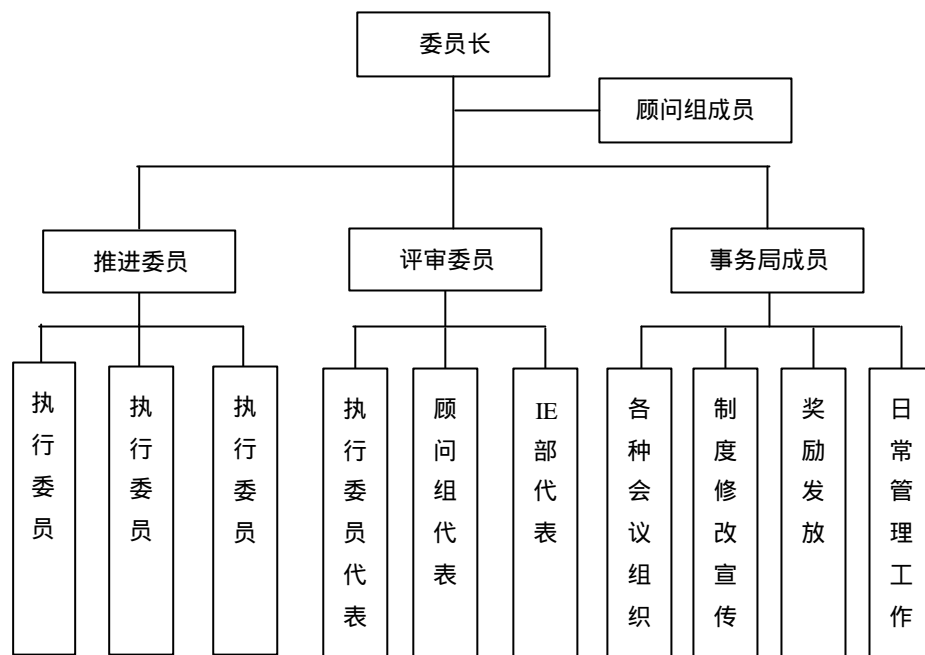 委员长
顾问组成员
推进委员
评审委员
事务局成员
执行委员
执行委员
执行委员
执行委员代表
顾问组代表
IE部代表
各种会议组织
制度修改宣传
奖励发放
日常管理工作